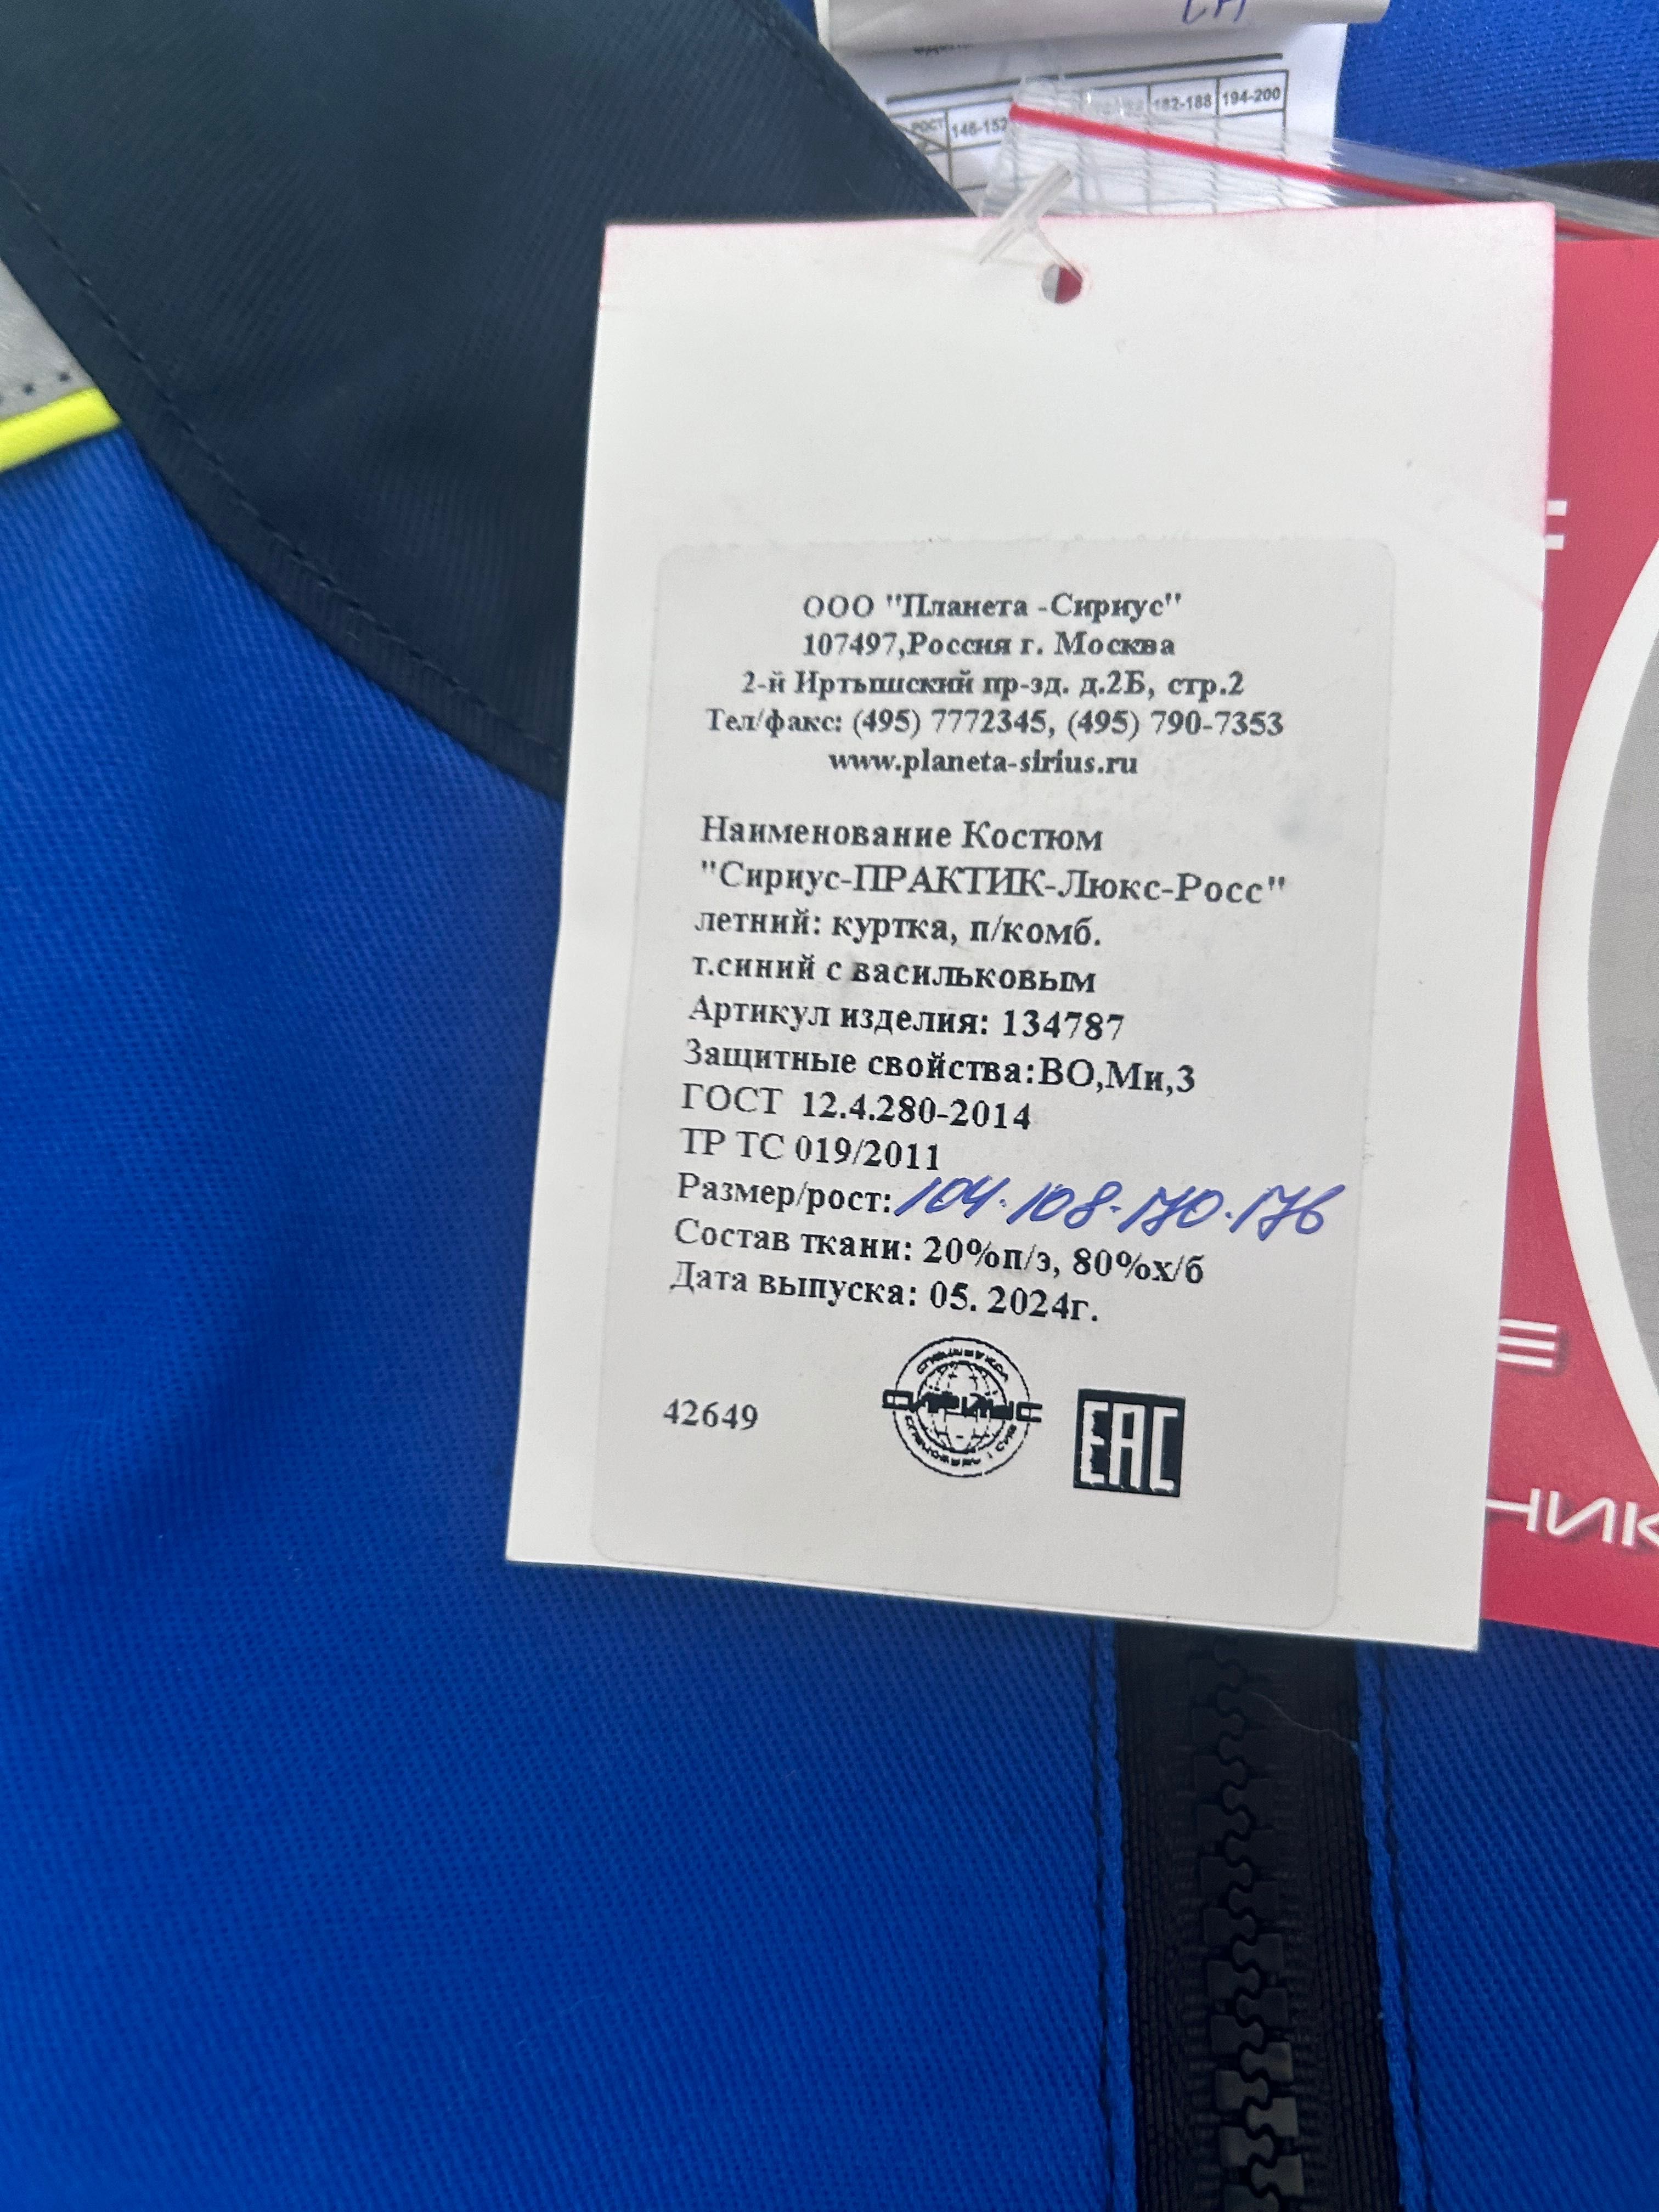 РОСТ 146-152 182-188 194-200
ООО "Планета -Сириус"
107497,Россия г. Москва
2-й Иртышский пр-зд. д.2Б, стр.2
Тел/факс: (495) 7772345, (495) 790-7353
www.planeta-sirius.ru
Наименование Костюм
"Сириус-ПРАКТИК-Люкс-Росс"
летний: куртка, п/комб.
т.синий с васильковым
Артикул изделия: 134787
Защитные свойства:ВО,Ми,З
ГОСТ 12.4.280-2014
ТР ТС 019/2011
Размер/рост: 104-108-170-176
Состав ткани: 20%п/э, 80%х/б
Дата выпуска: 05. 2024г.
42649
СИРИУС
EAC
НИК